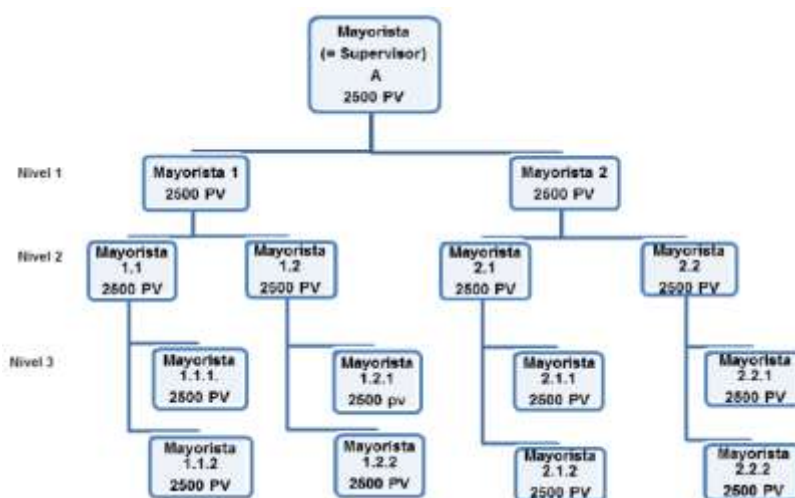 Mayorista
(= Supervisor)
A
2500 PV
Nivel 1
Mayorista 1
2500 PV
Mayorista 2
2500 PV
Nivel 2
Mayorista
1.1
2500 PV
Mayorista
1.2
2500 PV
Mayorista
2.1
2500 PV
Mayorista
2.2
2500 PV
Nivel 3
Mayorista
1.1.1.
2500 PV
Mayorista
1.2.1
2500 pv
Mayorista
2.1.1
2500 PV
Mayorista
2.2.1
2500 PV
Mayorista
1.1.2
2500 PV
Mayorista
1.2.2
2500 PV
Mayorista
2.1.2
2500 PV
Mayorista
2.2.2
2500 PV